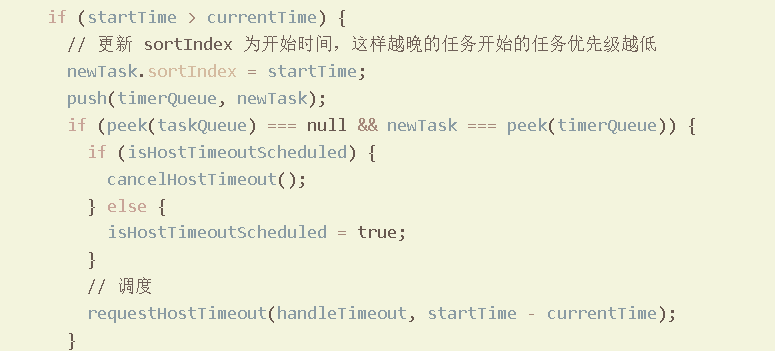 if (startTime > currentTime) {
// 更新 sortIndex 为开始时间，这样越晚的任务开始的任务优先级越低
newTask.sortIndex = startTime;
push(timerQueue, newTask);
if (peek(taskQueue) === null && newTask === peek(timerQueue)) {
if (isHostTimeoutScheduled) {
cancelHostTimeout();
} else {
isHostTimeoutScheduled = true;
}
// 调度
requestHostTimeout(handleTimeout, startTime - currentTime);
}